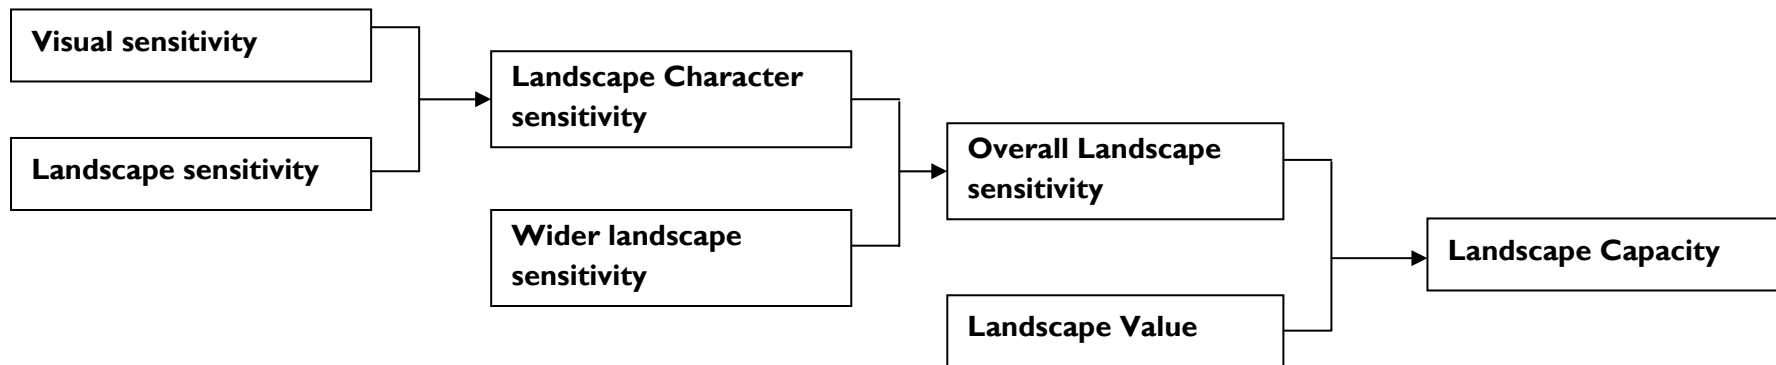 Visual sensitivity
Landscape sensitivity
Landscape Character
sensitivity
Wider landscape
sensitivity
Overall Landscape
sensitivity
Landscape Value
Landscape Capacity